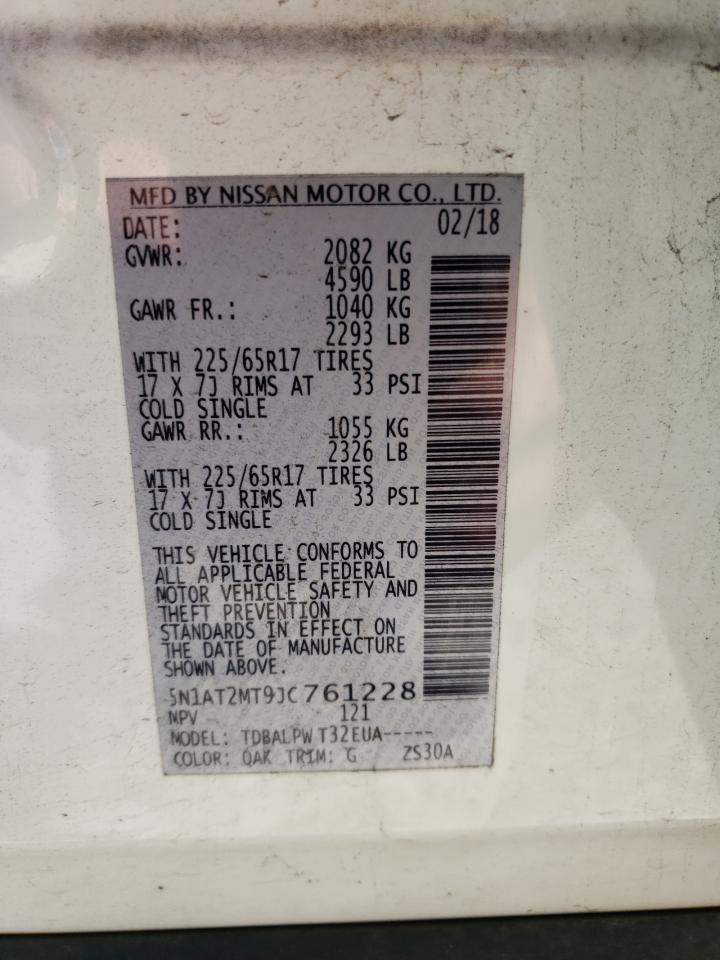 MFD BY NISSAN MOTOR CO., LTD.
DATE: 02/18
GVWR: 2082 KG
4590 LB
GAWR FR.: 1040 KG
2293 LB
WITH 225/65R17 TIRES
17 X 7J RIMS AT 33 PSI
COLD SINGLE
GAWR RR.: 1055 KG
2326 LB
WITH 225/65R17 TIRES
17 X 7J RIMS AT 33 PSI
COLD SINGLE
THIS VEHICLE CONFORMS TO
ALL APPLICABLE FEDERAL
MOTOR VEHICLE SAFETY AND
THEFT PREVENTION
STANDARDS IN EFFECT ON
THE DATE OF MANUFACTURE
SHOWN ABOVE.
5N1AT2MT9JC761228
MPV 121
MODEL: TDBALPW T32EUA-----
COLOR: QAK TRIM: G ZS30A